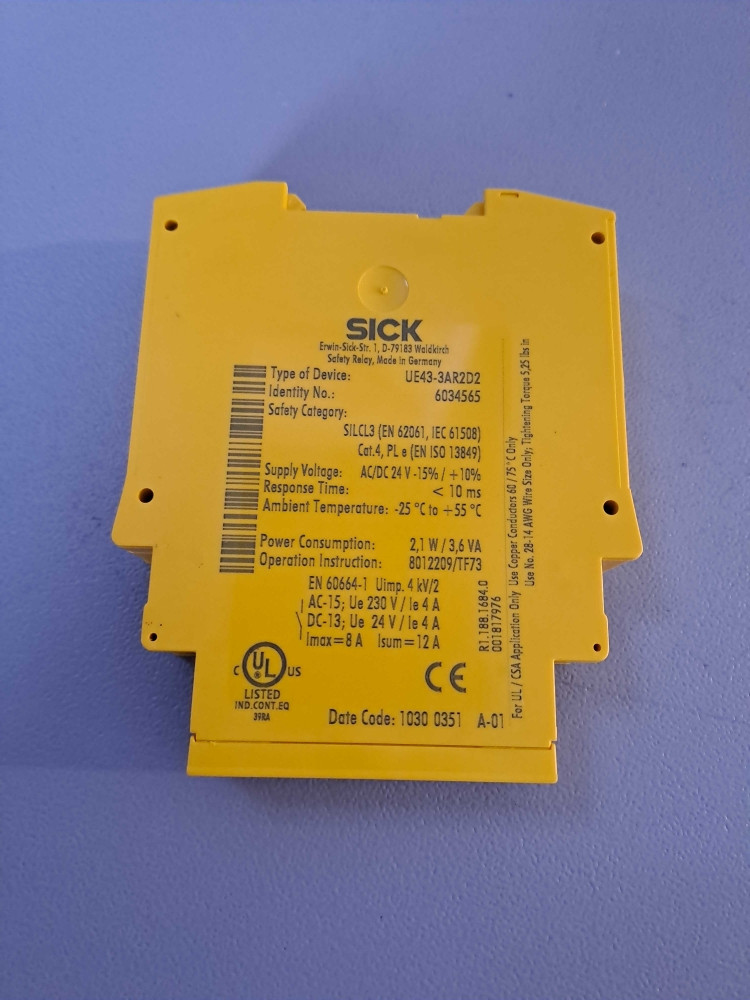 SICK
Erwin-Sick-Str. 1, D-79183 Waldkirch
Safety Relay, Made in Germany
Type of Device: UE43-3AR2D2
Identity No.: 6034565
Safety Category:
SILCL3 (EN 62061, IEC 61508)
Cat.4, PL e (EN ISO 13849)
Supply Voltage: AC/DC 24 V -15% / +10%
Response Time: < 10 ms
Ambient Temperature: -25 °C to +55 °C
Power Consumption: 2,1 W / 3,6 VA
Operation Instruction: 8012209/TF73
EN 60664-1 Uimp. 4 kV/2
AC-15; Ue 230 V / Ie 4 A
DC-13; Ue 24 V / Ie 4 A
Imax=8 A Isum=12 A
C UL US
LISTED
IND.CONT.EQ
39RA
CE
Date Code: 1030 0351 A-01
R1.188.1684.0
001817976
For UL / CSA Application Only Use Copper Conductors 60 / 75 °C Only
Use No. 28-14 AWG Wire Size Only; Tightening Torque 5,25 lbs in